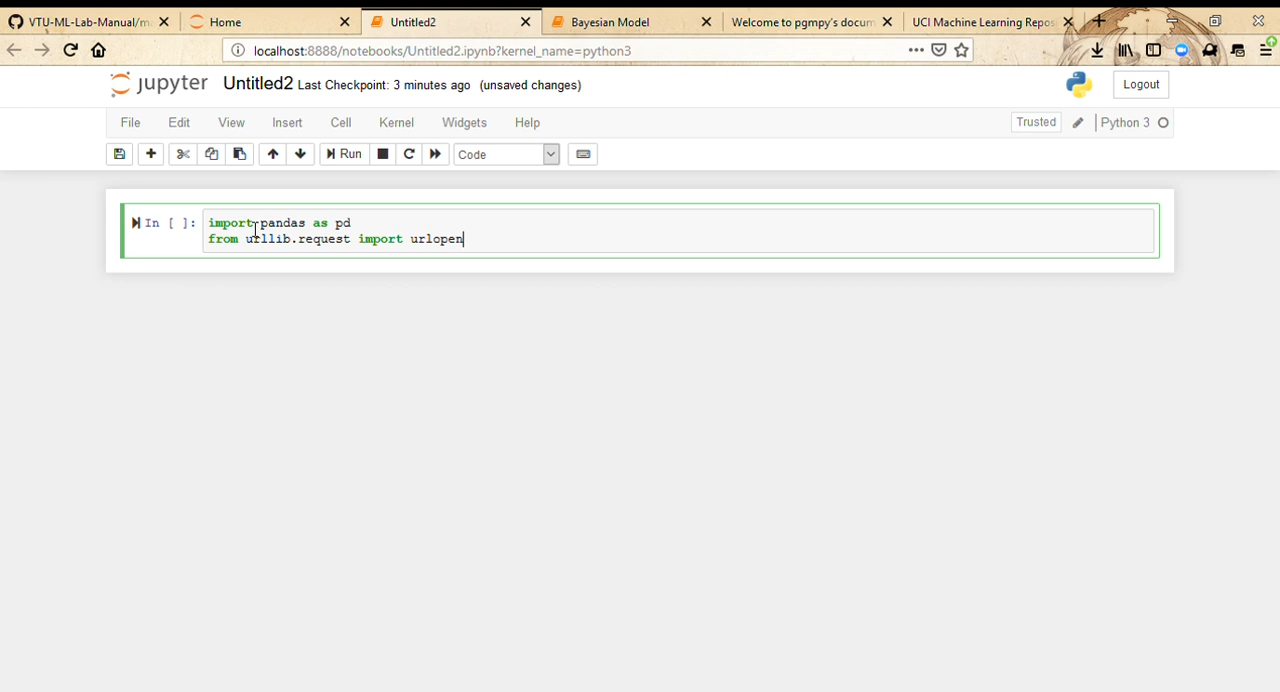 VTU-ML-Lab-Manual/m
Home
Untitled2
Bayesian Model
Welcome to pgmpy's docum
UCI Machine Learning Repos
localhost:8888/notebooks/Untitled2.ipynb?kernel_name=python3
jupyter Untitled2 Last Checkpoint: 3 minutes ago (unsaved changes)
Logout
File Edit View Insert Cell Kernel Widgets Help
Trusted Python 3
Run Code
In [ ]: import pandas as pd
from urllib.request import urlopen